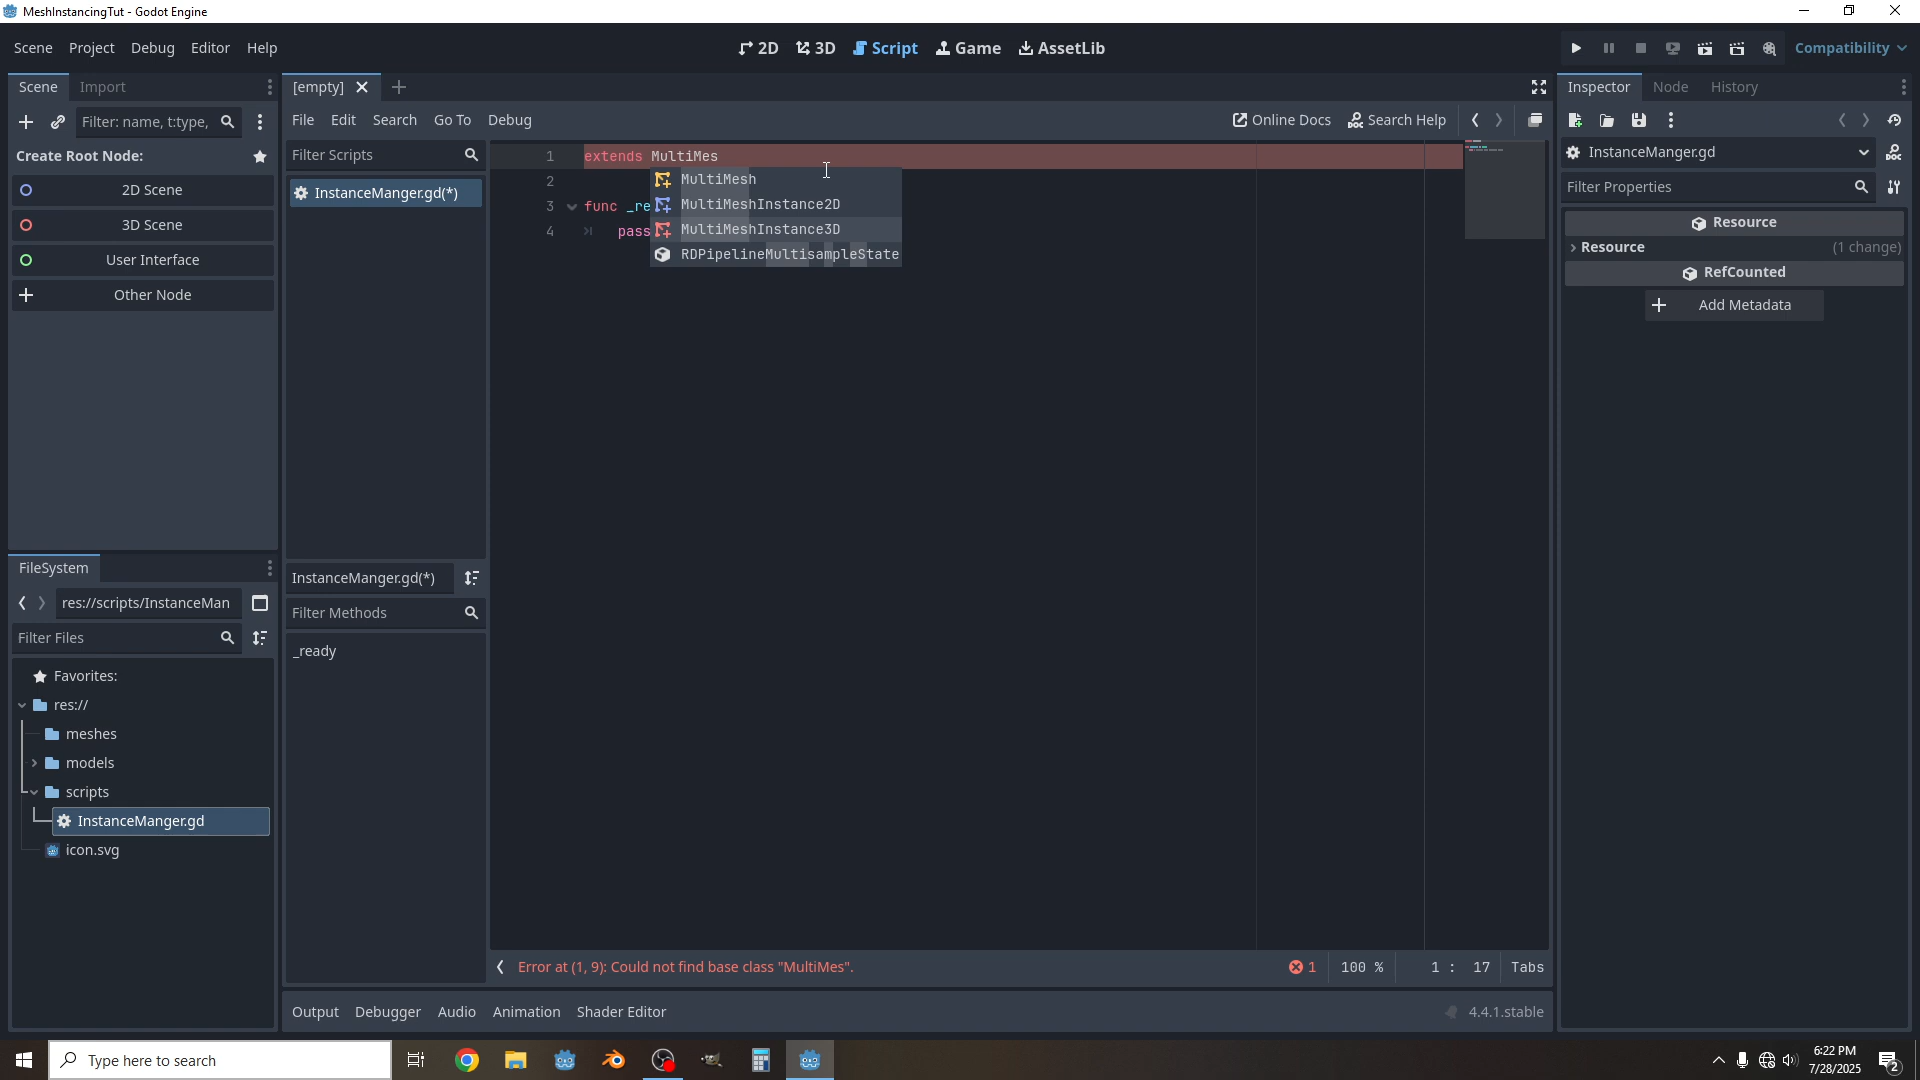 MeshInstancingTut - Godot Engine
Scene Project Debug Editor Help
2D 3D Script Game AssetLib
Compatibility
Scene Import
Filter: name, t:type,
Create Root Node:
2D Scene
3D Scene
User Interface
Other Node
FileSystem
res://scripts/InstanceMan
Filter Files
Favorites:
res://
meshes
models
scripts
InstanceManger.gd
icon.svg
[empty]
File Edit Search Go To Debug
Online Docs Search Help
Filter Scripts
InstanceManger.gd(*)
InstanceManger.gd(*)
Filter Methods
_ready
1 extends MultiMes
2
3 func _re
4 pass
MultiMesh
MultiMeshInstance2D
MultiMeshInstance3D
RDPipelineMultisampleState
Error at (1, 9): Could not find base class "MultiMes".
1 100 % 1 : 17 Tabs
Output Debugger Audio Animation Shader Editor
4.4.1.stable
Inspector Node History
InstanceManger.gd
Filter Properties
Resource
Resource (1 change)
RefCounted
Add Metadata
Type here to search
6:22 PM
7/28/2025
2